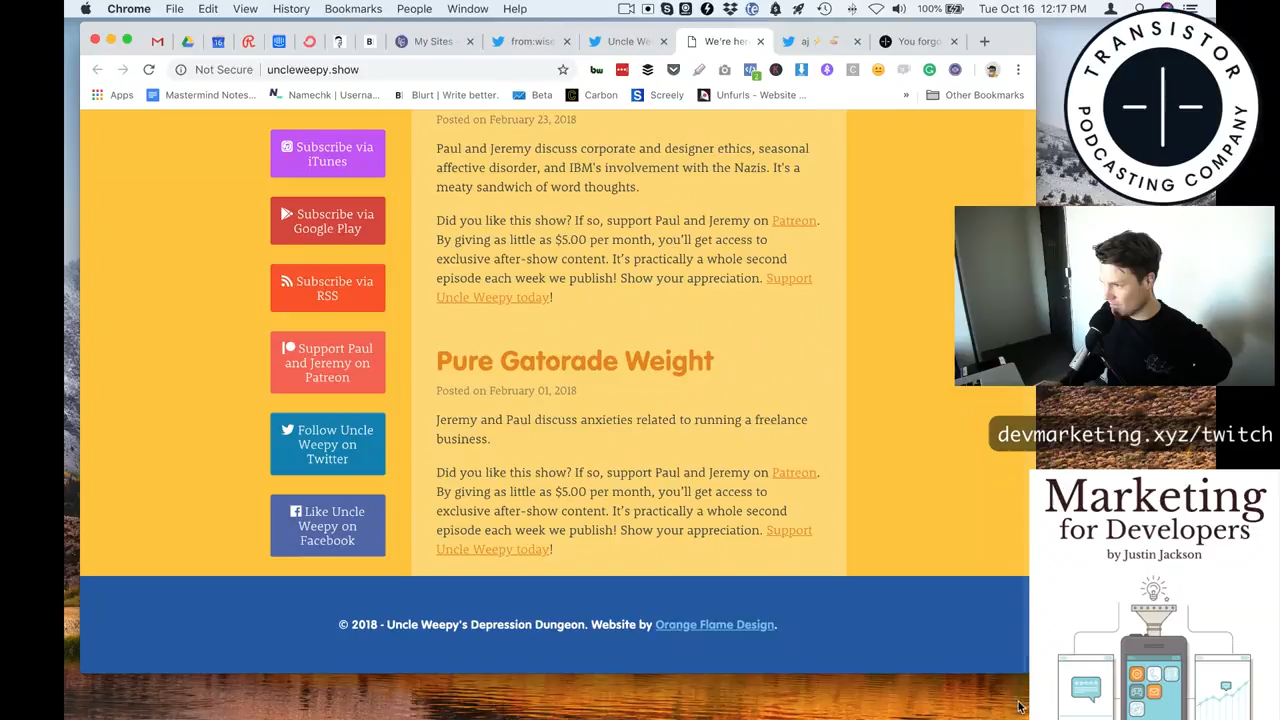 Chrome File Edit View History Bookmarks People Window Help 100% Tue Oct 16 12:17 PM
My Sites from:wise Uncle We We're her aj You forgo
Not Secure uncleweepy.show
Apps Mastermind Notes... Namechk | Userna... Blurt | Write better. Beta Carbon Screely Unfurls - Website ... » Other Bookmarks
Posted on February 23, 2018
Paul and Jeremy discuss corporate and designer ethics, seasonal
affective disorder, and IBM's involvement with the Nazis. It's a
meaty sandwich of word thoughts.
Did you like this show? If so, support Paul and Jeremy on Patreon.
By giving as little as $5.00 per month, you'll get access to
exclusive after-show content. It's practically a whole second
episode each week we publish! Show your appreciation. Support
Uncle Weepy today!
Pure Gatorade Weight
Posted on February 01, 2018
Jeremy and Paul discuss anxieties related to running a freelance
business.
Did you like this show? If so, support Paul and Jeremy on Patreon.
By giving as little as $5.00 per month, you'll get access to
exclusive after-show content. It's practically a whole second
episode each week we publish! Show your appreciation. Support
Uncle Weepy today!
Subscribe via
iTunes
Subscribe via
Google Play
Subscribe via
RSS
Support Paul
and Jeremy on
Patreon
Follow Uncle
Weepy on
Twitter
Like Uncle
Weepy on
Facebook
© 2018 - Uncle Weepy's Depression Dungeon. Website by Orange Flame Design.
TRANSISTOR
PODCASTING COMPANY
devmarketing.xyz/twitch
Marketing
for Developers
by Justin Jackson